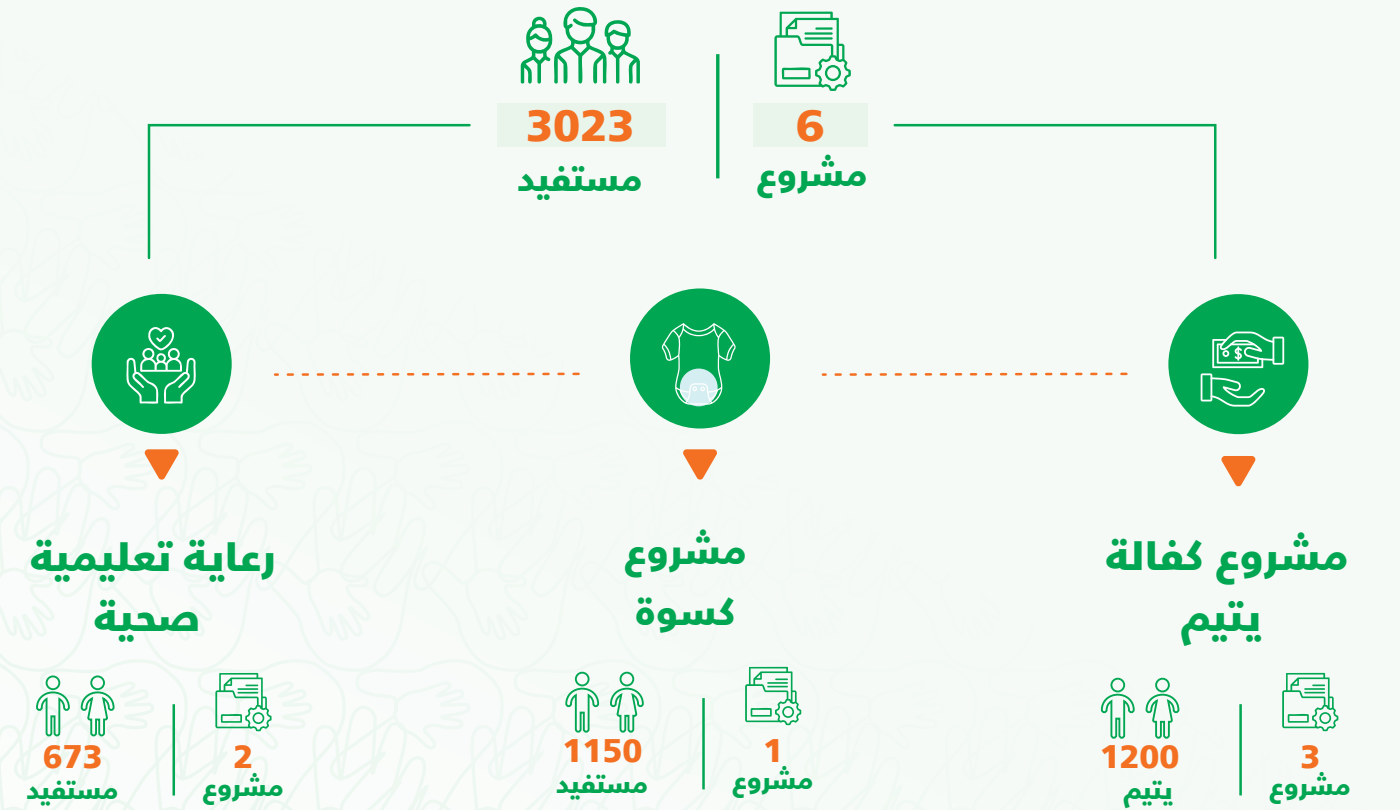 6
مشروع
3023
مستفيد
مشروع كفالة
يتيم
3
مشروع
1200
يتيم
مشروع
كسوة
1
مشروع
1150
مستفيد
رعاية تعليمية
صحية
2
مشروع
673
مستفيد